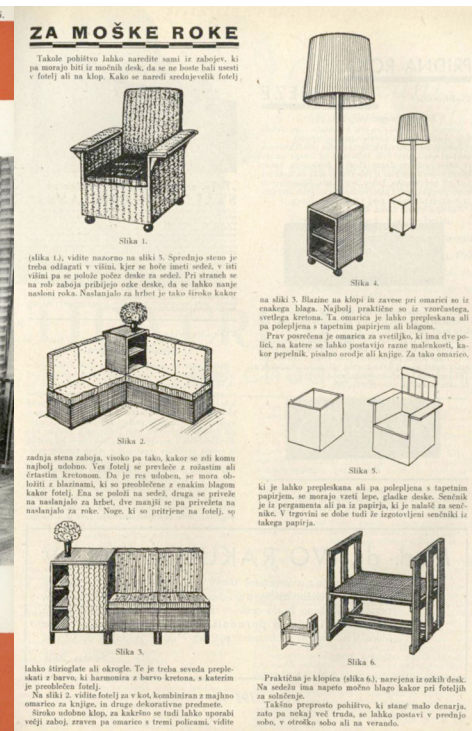 ZA MOŠKE ROKE
Takole pohištvo lahko naredite sami iz zabojev, ki
pa morajo biti iz močnih desk, da se ne boste bali usesti
v fotelj ali na klop. Kako se naredi srednjevelik fotelj
Slika 1.
(slika 1.), vidite nazorno na sliki 5. Sprednjo steno je
treba odžagati v višini, kjer se hoče imeti sedež, v isti
višini pa se polože počez deske za sedež. Pri straneh se
na rob zaboja pribijejo ozke deske, da se lahko nanje
nasloni roka. Naslanjalo za hrbet je tako široko kakor
Slika 2.
zadnja stena zaboja, visoko pa tako, kakor se zdi komu
najbolj udobno. Ves fotelj se prevleče z rožastim ali
črtastim kretonom. Da je res udoben, se mora ob-
ložiti z blazinami, ki so preoblečene z enakim blagom
kakor fotelj. Ena se položi na sedež, druga se priveže
na naslanjalo za hrbet, dve manjši se pa privežeta na
naslanjalo za roke. Noge, ki so pritrjene na fotelj, so
Slika 3.
lahko štirioglate ali okrogle. Te je treba seveda preple-
skati z barvo, ki harmonira z barvo kretona, s katerim
je preoblečen fotelj.
Na sliki 2. vidite fotelj za v kot, kombiniran z majhno
omarico za knjige, in druge dekorativne predmete.
Široko udobno klop, za kakršno se tudi lahko uporabi
večji zaboj, zraven pa omarico s tremi policami, vidite
Slika 4.
na sliki 3. Blazine na klopi in zavese pri omarici so iz
enakega blaga. Najbolj praktične so iz vzorčastega,
svetlega kretona. Ta omarica je lahko prepleskana ali
pa polepljena s tapetnim papirjem ali blagom.
Prav posrečena je omarica za svetiljko, ki ima dve po-
lici, na katere se lahko postavijo razne malenkosti, ka-
kor pepelnik, pisalno orodje ali knjige. Za tako omarico,
Slika 5.
ki je lahko prepleskana ali pa polepljena s tapetnim
papirjem, se morajo vzeti lepe, gladke deske. Senčnik
je iz pergamenta ali pa iz papirja, ki je nalašč za senč-
nike. V trgovini se dobe tudi že izgotovljeni senčniki iz
takega papirja.
Slika 6.
Praktična je klopica (slika 6.), narejena iz ozkih desk.
Na sedežu ima napeto močno blago kakor pri foteljih
za solnčenje.
Takšno preprosto pohištvo, ki stane malo denarja,
zato pa nekaj več truda, se lahko postavi v prednjo
sobo, v otroško sobo ali na verando.